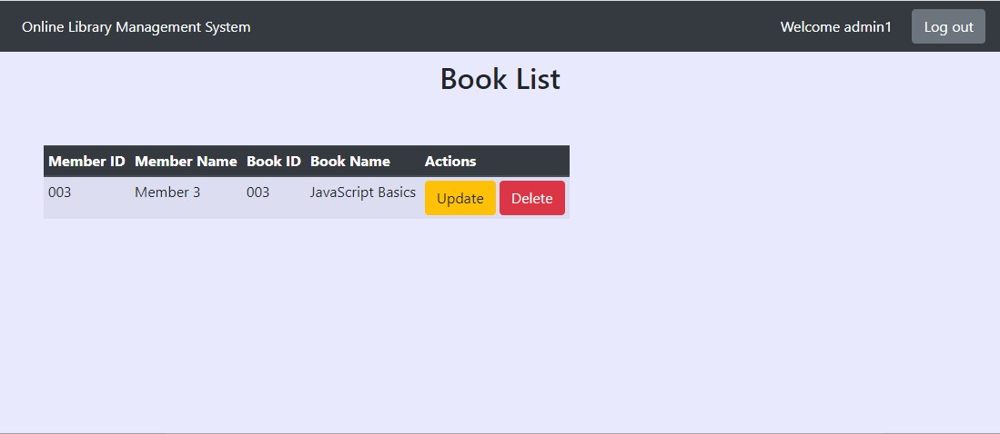 Online Library Management System Welcome admin1 Log out
Book List
Member ID Member Name Book ID Book Name Actions
003 Member 3 003 JavaScript Basics Update Delete